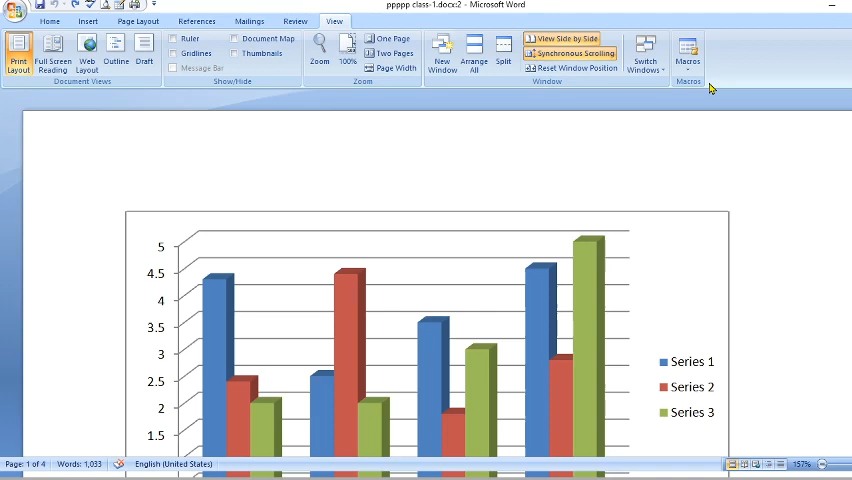 ppppp class-1.docx:2 - Microsoft Word
Home Insert Page Layout References Mailings Review View
Print Layout
Full Screen Reading
Web Layout
Outline
Draft
Document Views
Ruler
Gridlines
Message Bar
Document Map
Thumbnails
Show/Hide
Zoom
100%
One Page
Two Pages
Page Width
Zoom
New Window
Arrange All
Split
View Side by Side
Synchronous Scrolling
Reset Window Position
Switch Windows
Window
Macros
Macros
5
4.5
4
3.5
3
2.5
2
1.5
Series 1
Series 2
Series 3
Page: 1 of 4 Words: 1,033 English (United States) 157%